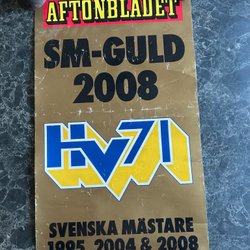 AFTONBLADET
SM-GULD
2008
HV71
SVENSKA MÄSTARE
1995, 2004 & 2008